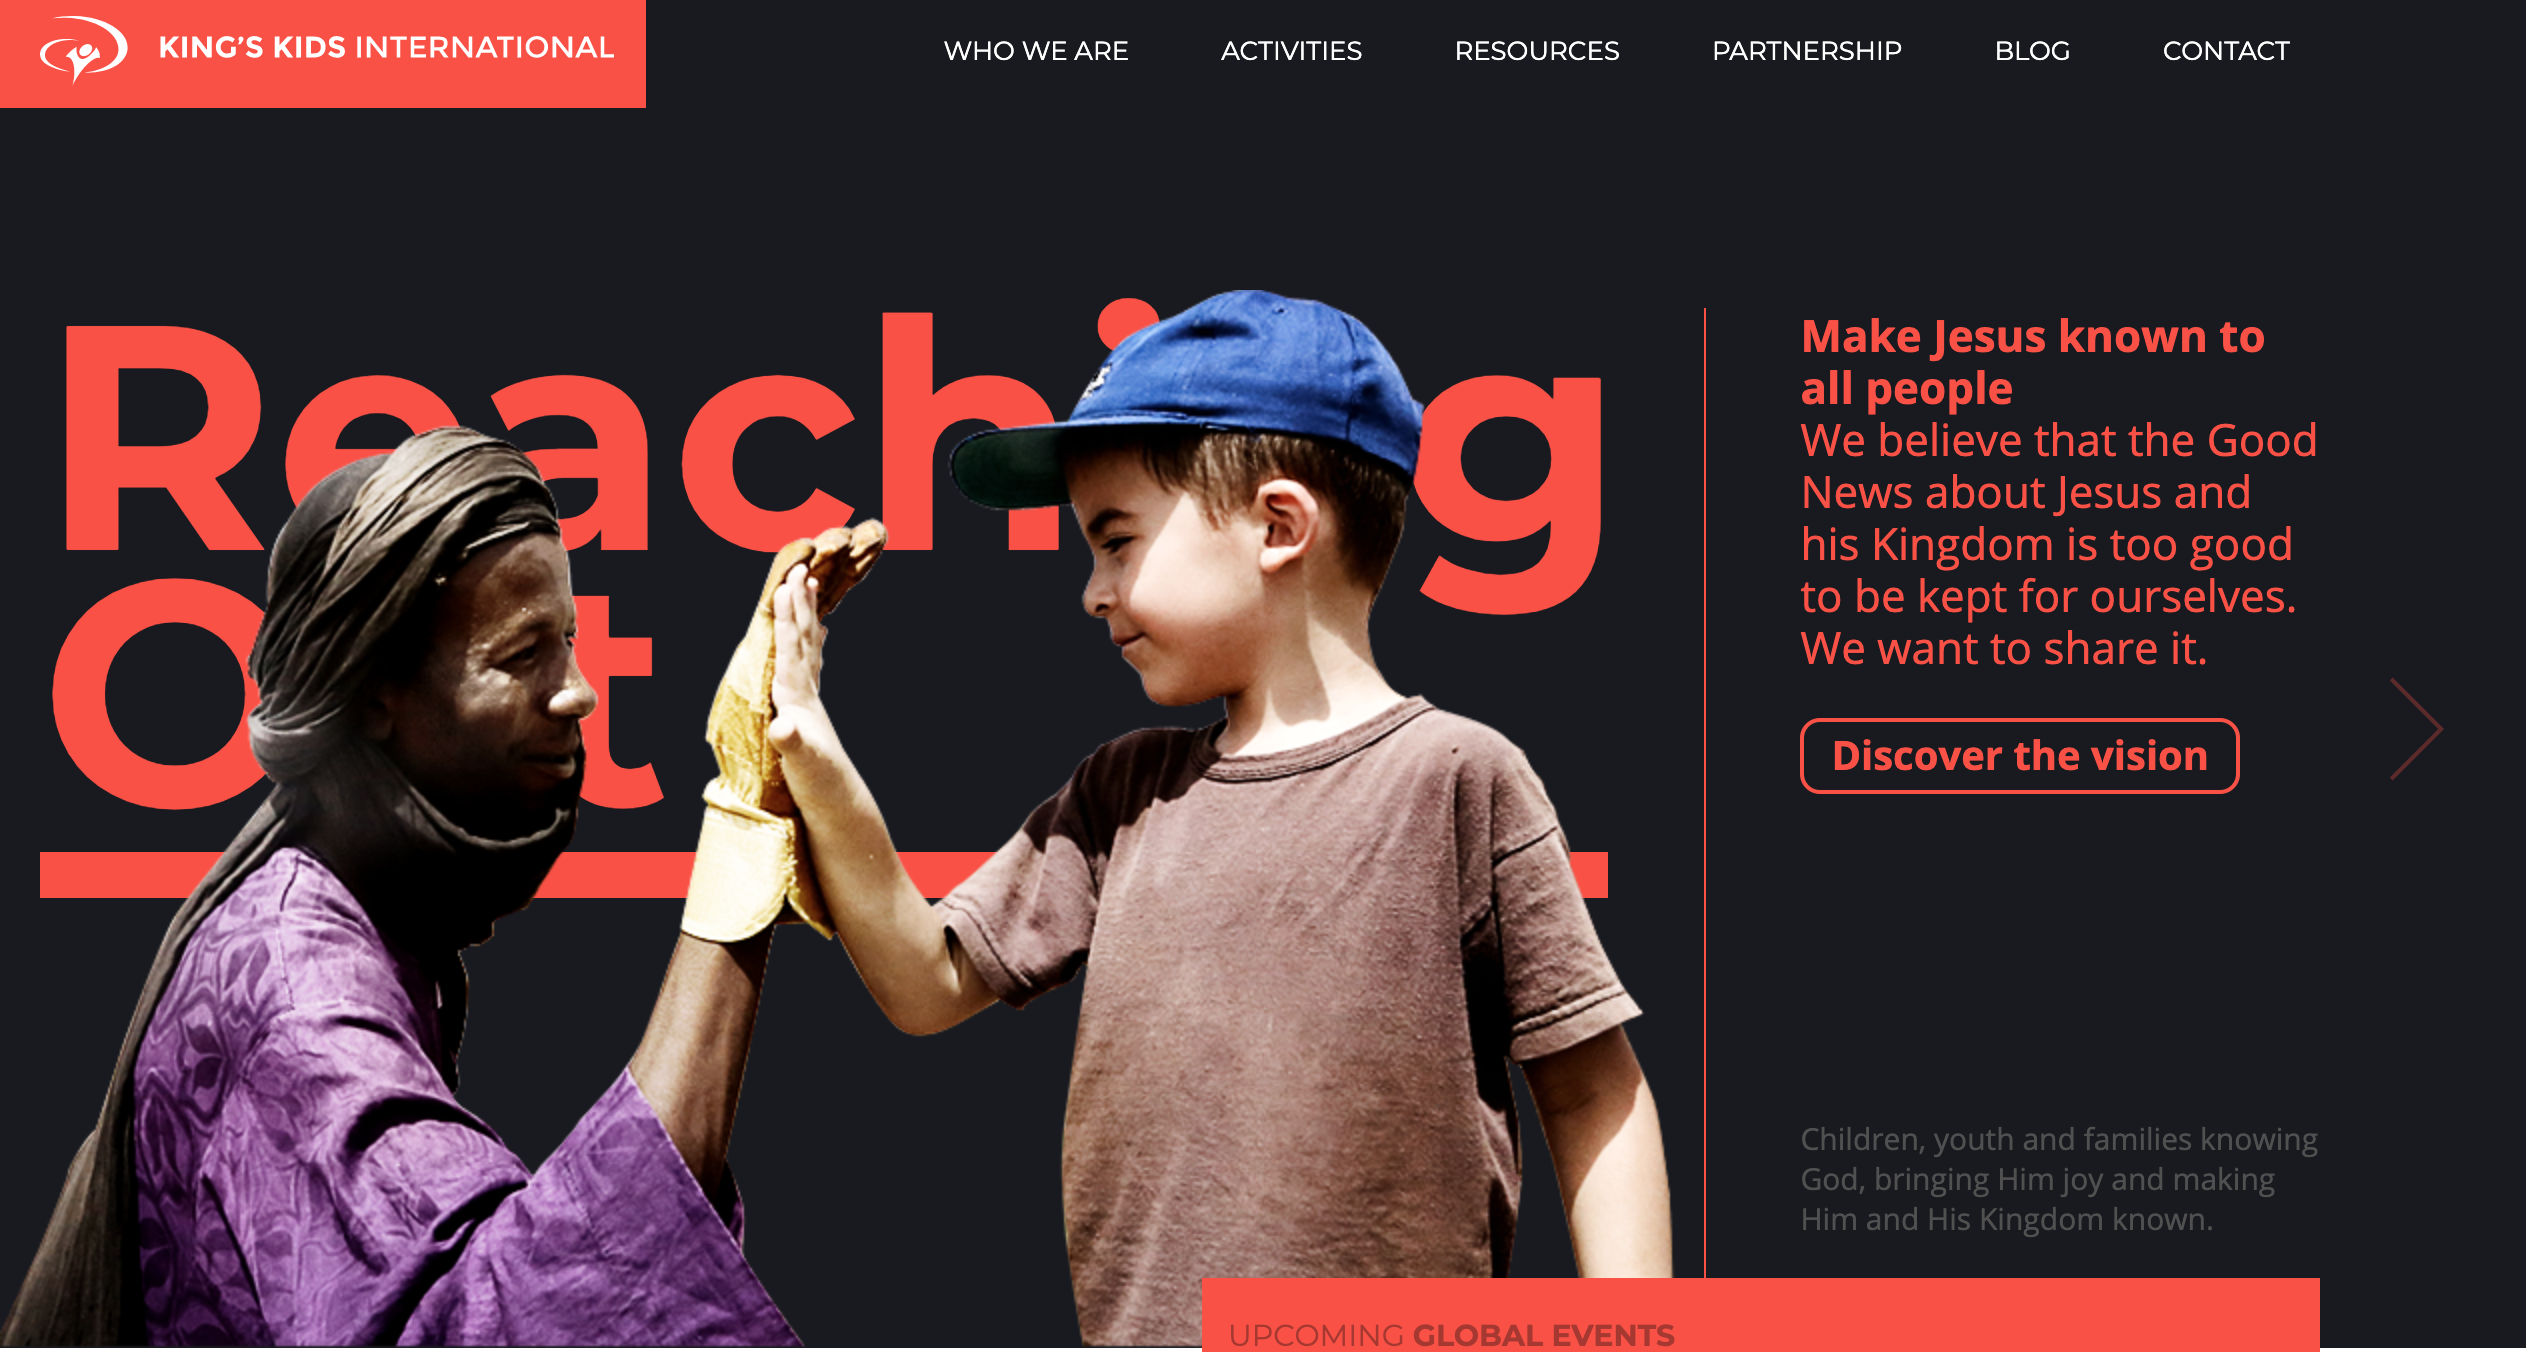 KING'S KIDS INTERNATIONAL
WHO WE ARE
ACTIVITIES
RESOURCES
PARTNERSHIP
BLOG
CONTACT
Reaching
Out
Make Jesus known to
all people
We believe that the Good
News about Jesus and
his Kingdom is too good
to be kept for ourselves.
We want to share it.
Discover the vision
Children, youth and families knowing
God, bringing Him joy and making
Him and His Kingdom known.
UPCOMING GLOBAL EVENTS